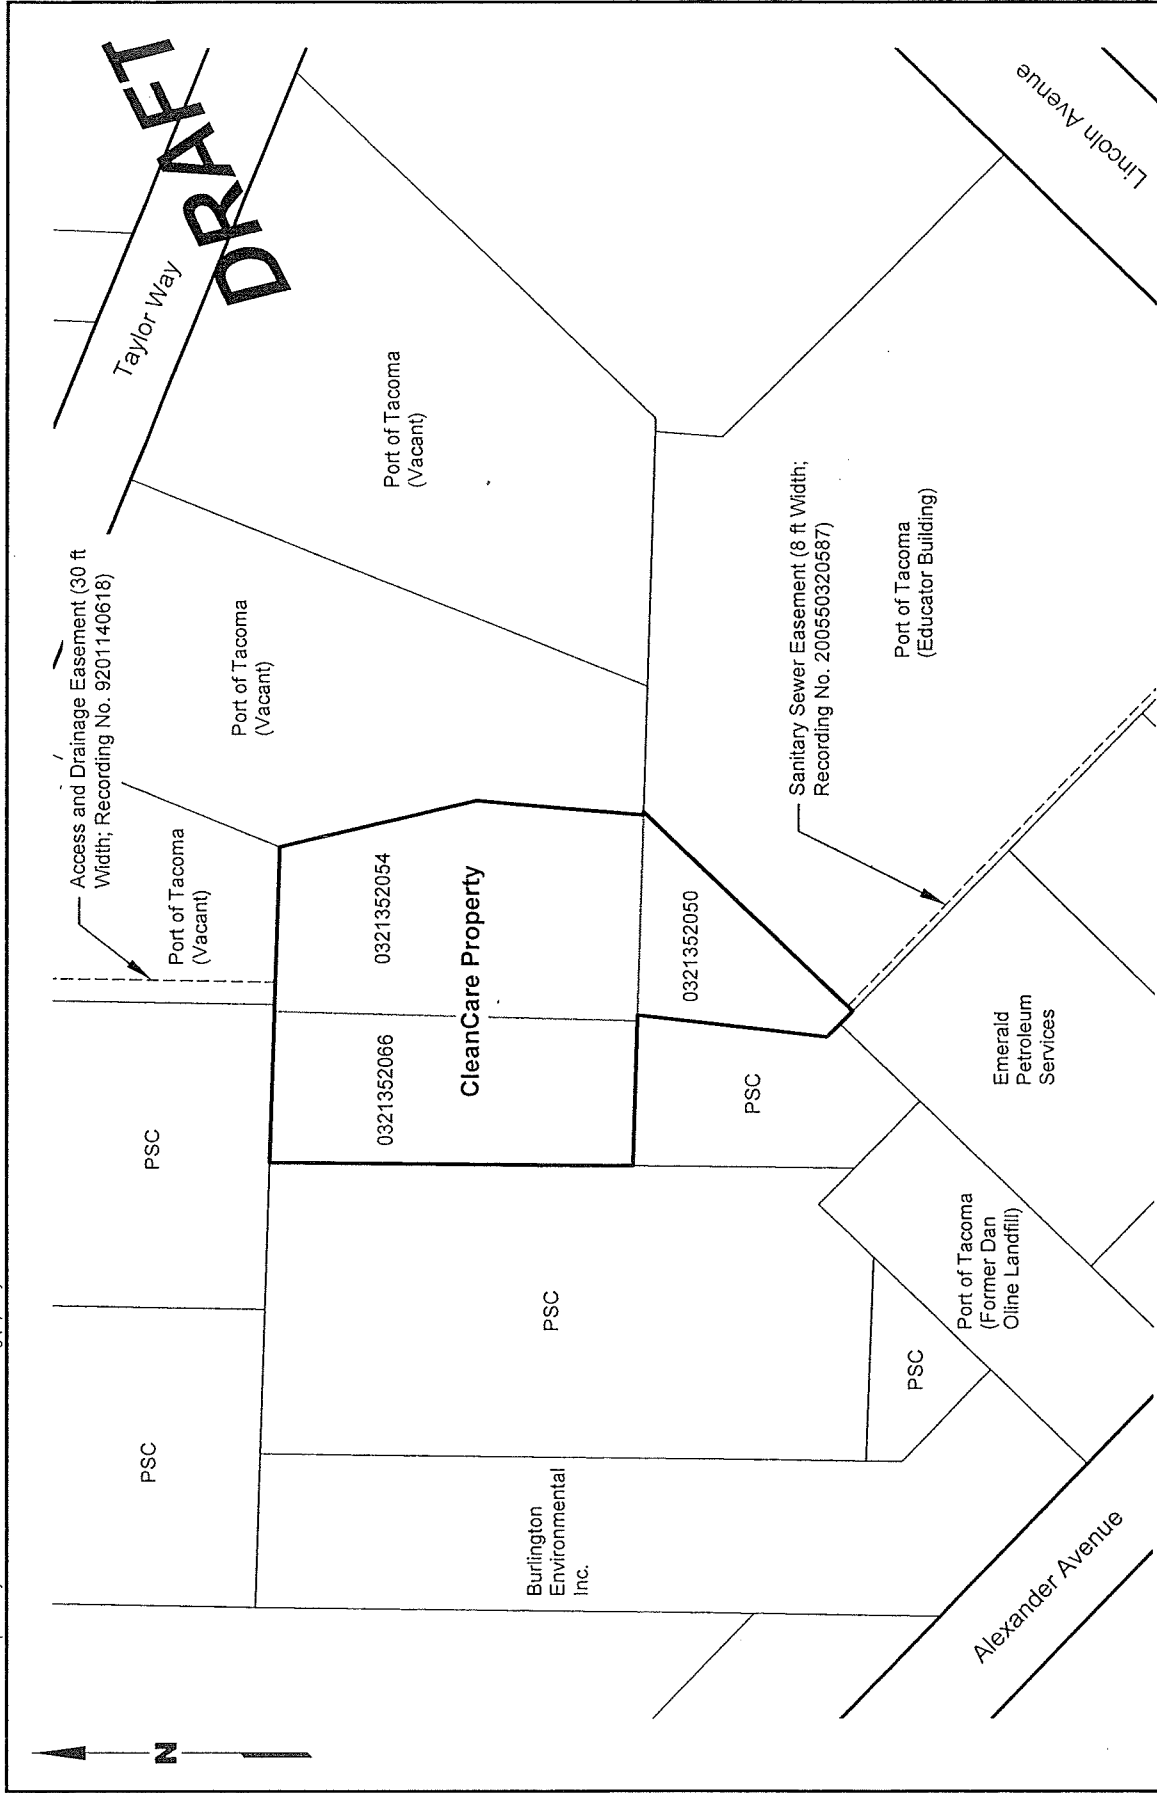 DRAFT
Taylor Way
Lincoln Avenue
Access and Drainage Easement (30 ft
Width; Recording No. 9201140618)
Port of Tacoma
(Vacant)
Port of Tacoma
(Vacant)
Port of Tacoma
(Vacant)
PSC
PSC
0321352066
0321352054
CleanCare Property
0321352050
PSC
PSC
PSC
Burlington
Environmental
Inc.
Sanitary Sewer Easement (8 ft Width;
Recording No. 200550320587)
Port of Tacoma
(Educator Building)
Emerald
Petroleum
Services
Port of Tacoma
(Former Dan
Oline Landfill)
Alexander Avenue
N